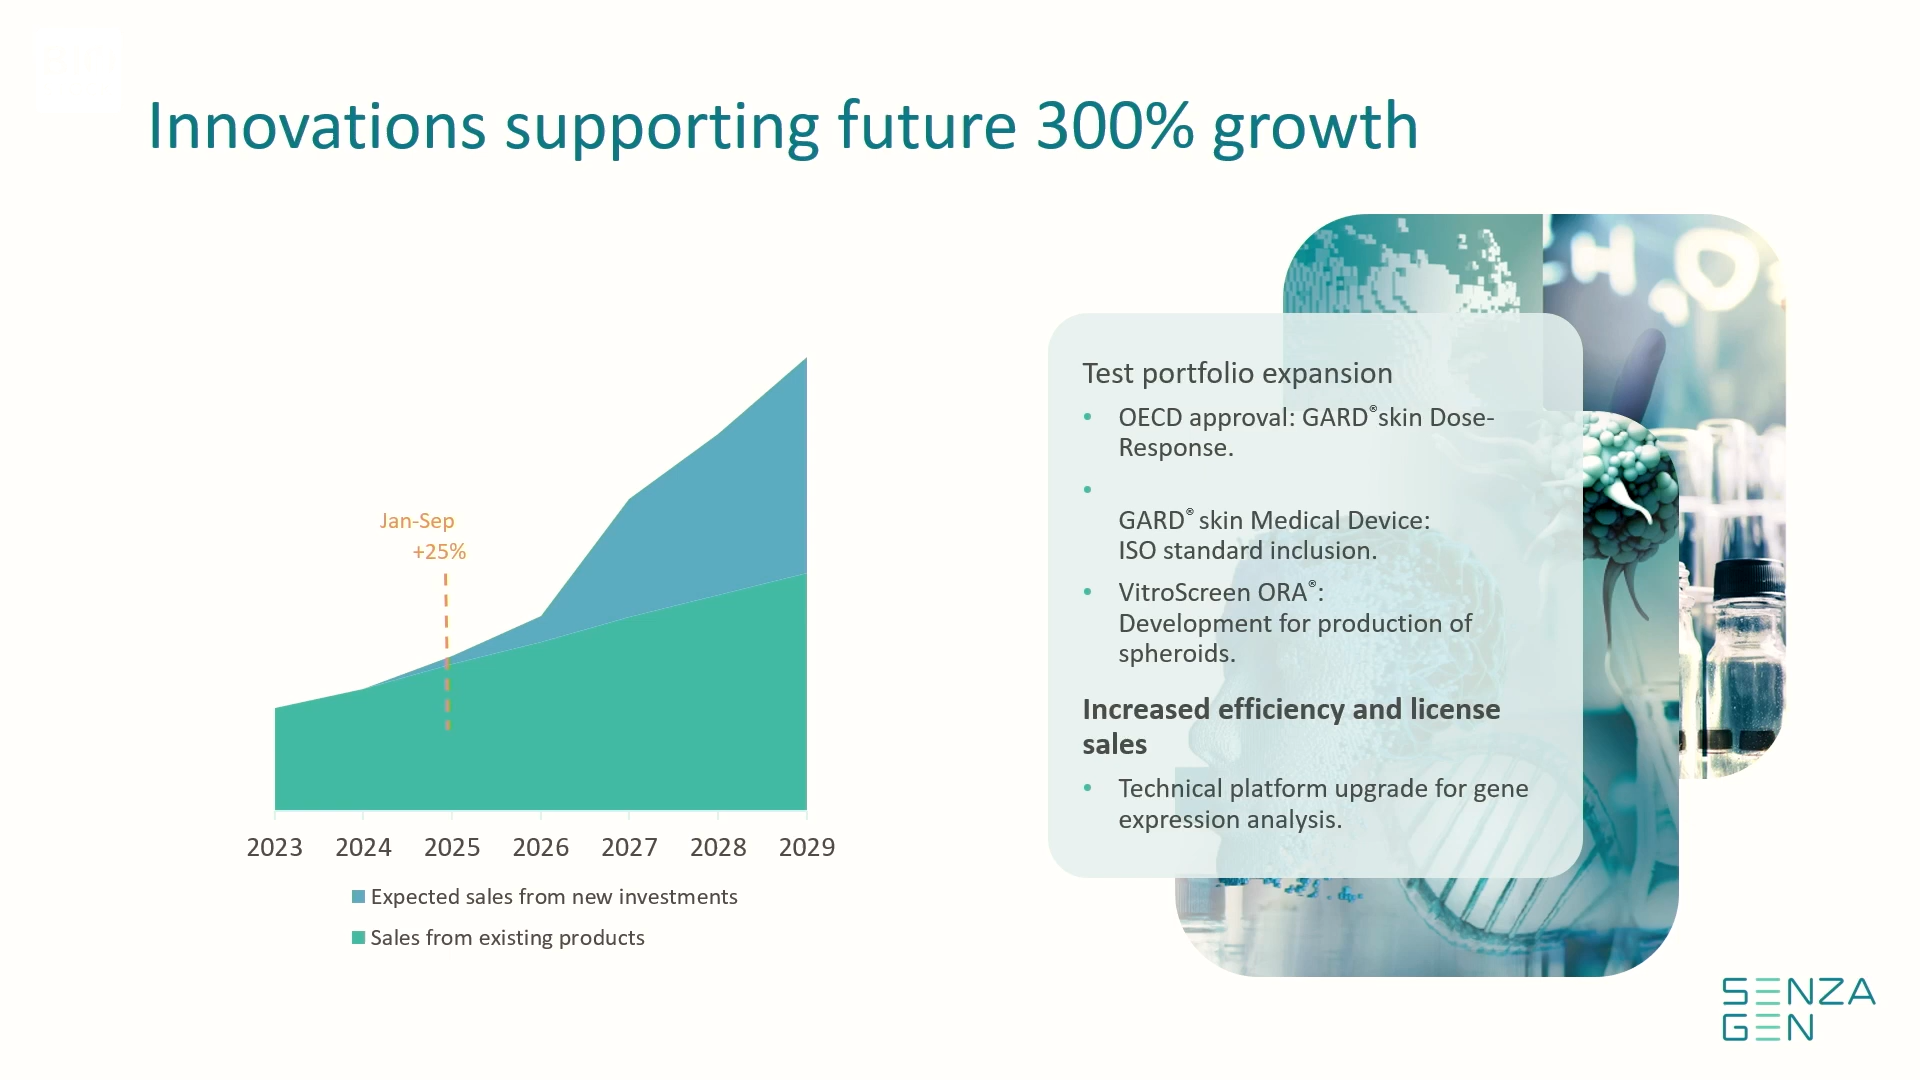 Innovations supporting future 300% growth
Jan-Sep
+25%
2023 2024 2025 2026 2027 2028 2029
Expected sales from new investments
Sales from existing products
Test portfolio expansion
• OECD approval: GARD®skin Dose-
Response.
•
GARD® skin Medical Device:
ISO standard inclusion.
• VitroScreen ORA®:
Development for production of
spheroids.
Increased efficiency and license
sales
• Technical platform upgrade for gene
expression analysis.
SENZA
GEN